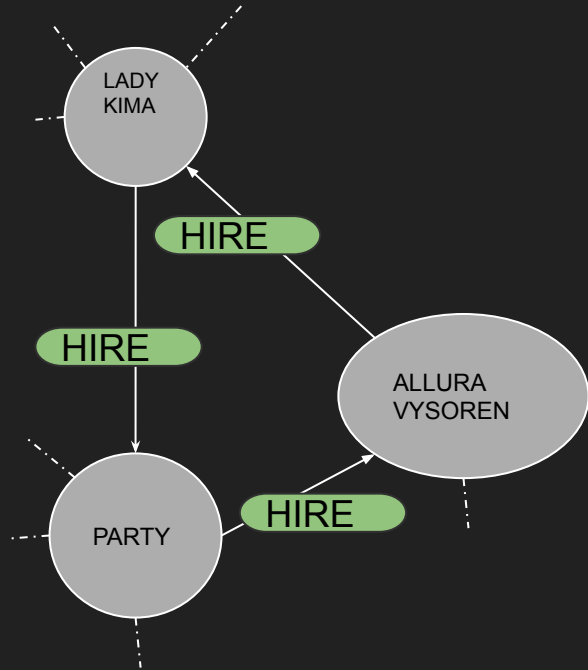 LADY
KIMA
HIRE
HIRE
ALLURA
VYSOREN
HIRE
PARTY